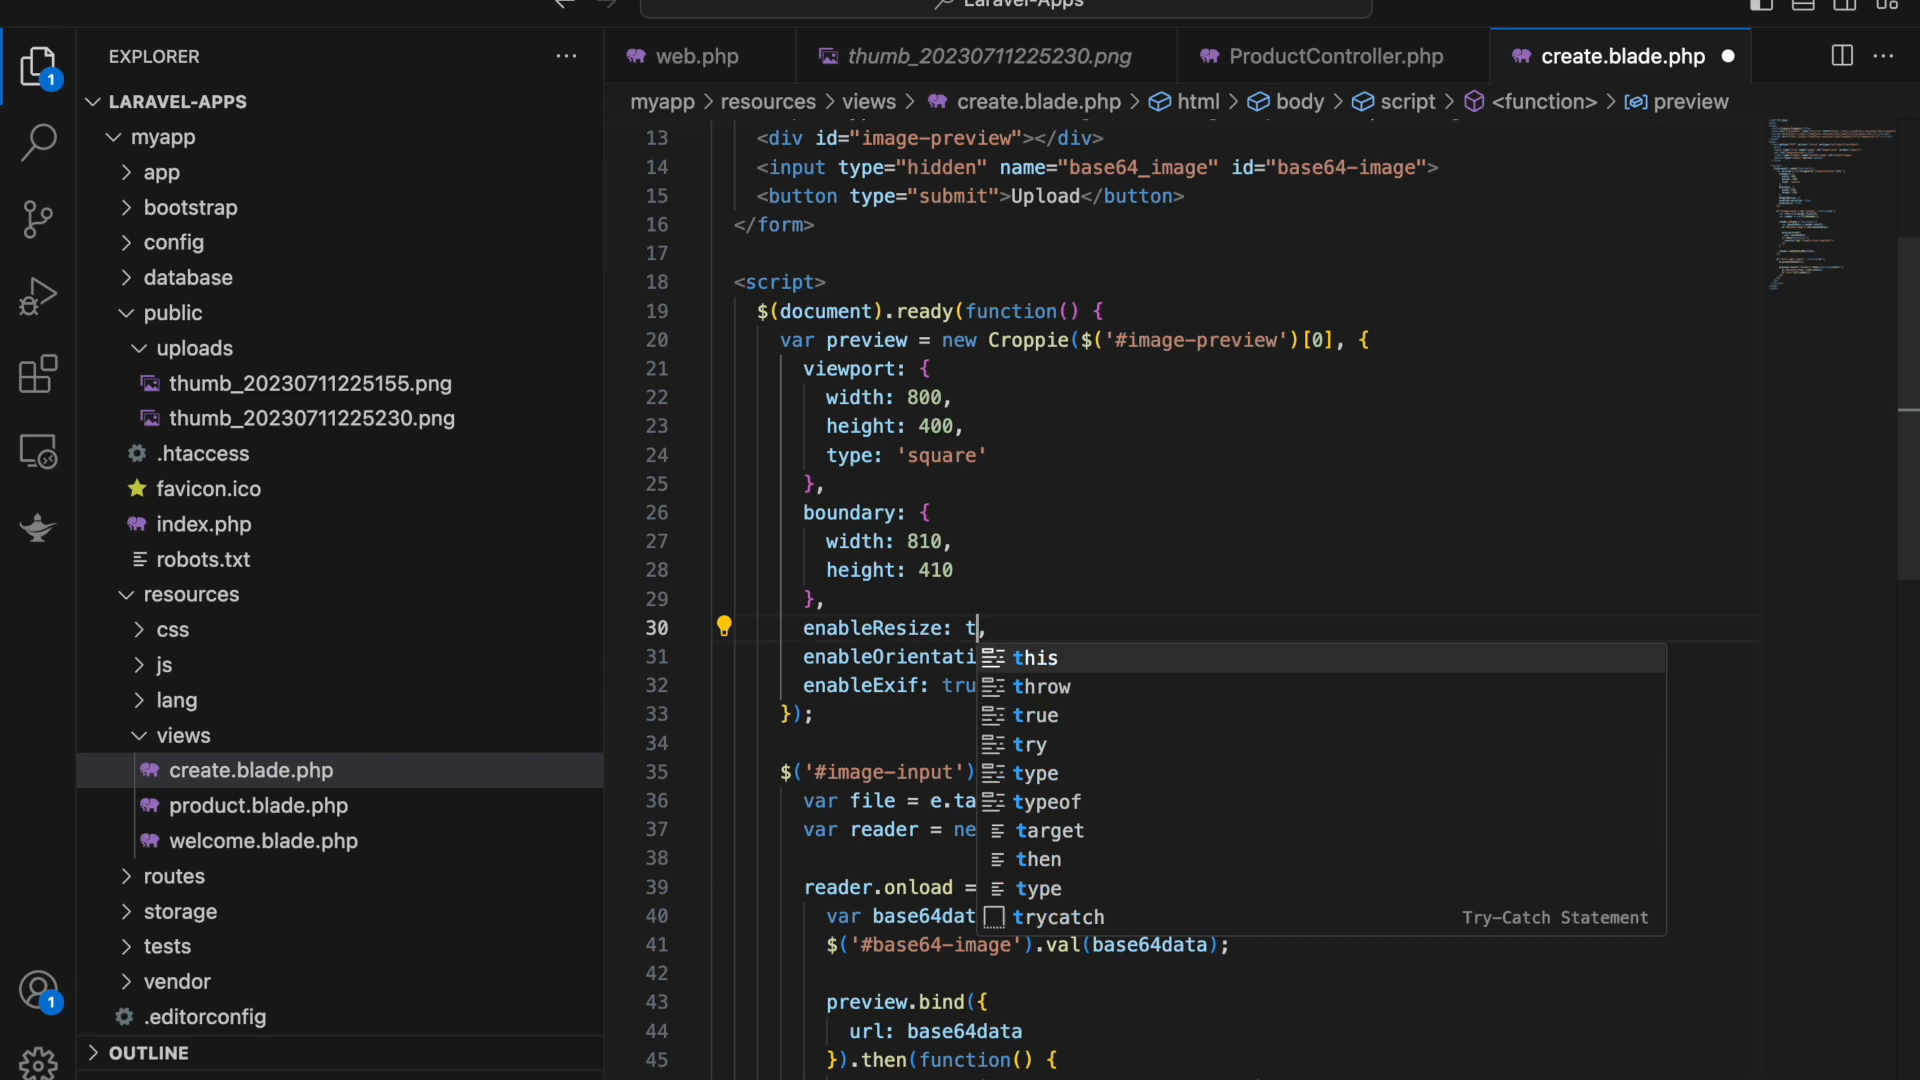 Laravel-Apps
1
EXPLORER
LARAVEL-APPS
myapp
app
bootstrap
config
database
public
uploads
thumb_20230711225155.png
thumb_20230711225230.png
.htaccess
favicon.ico
index.php
robots.txt
resources
css
js
lang
views
create.blade.php
product.blade.php
welcome.blade.php
routes
storage
tests
vendor
.editorconfig
OUTLINE
1
web.php
thumb_20230711225230.png
ProductController.php
create.blade.php
myapp > resources > views > create.blade.php > html > body > script > <function> > preview
13 <div id="image-preview"></div>
14 <input type="hidden" name="base64_image" id="base64-image">
15 <button type="submit">Upload</button>
16 </form>
17
18 <script>
19 $(document).ready(function() {
20 var preview = new Croppie($('#image-preview')[0], {
21 viewport: {
22 width: 800,
23 height: 400,
24 type: 'square'
25 },
26 boundary: {
27 width: 810,
28 height: 410
29 },
30 enableResize: t,
31 enableOrientati
32 enableExif: tru
33 });
34
35 $('#image-input')
36 var file = e.ta
37 var reader = ne
38
39 reader.onload =
40 var base64dat
41 $('#base64-image').val(base64data);
42
43 preview.bind({
44 url: base64data
45 }).then(function() {
this
throw
true
try
type
typeof
target
then
type
trycatch Try-Catch Statement